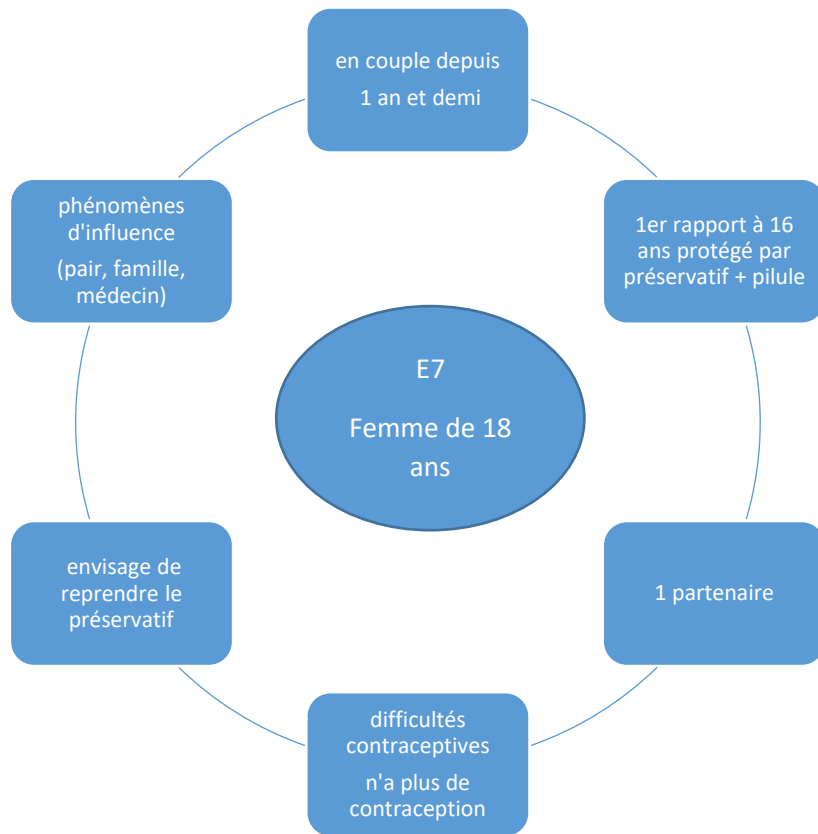 en couple depuis
1 an et demi
1er rapport à 16
ans protégé par
préservatif + pilule
1 partenaire
difficultés
contraceptives
n'a plus de
contraception
envisage de
reprendre le
préservatif
phénomènes
d'influence
(pair, famille,
médecin)
E7
Femme de 18
ans